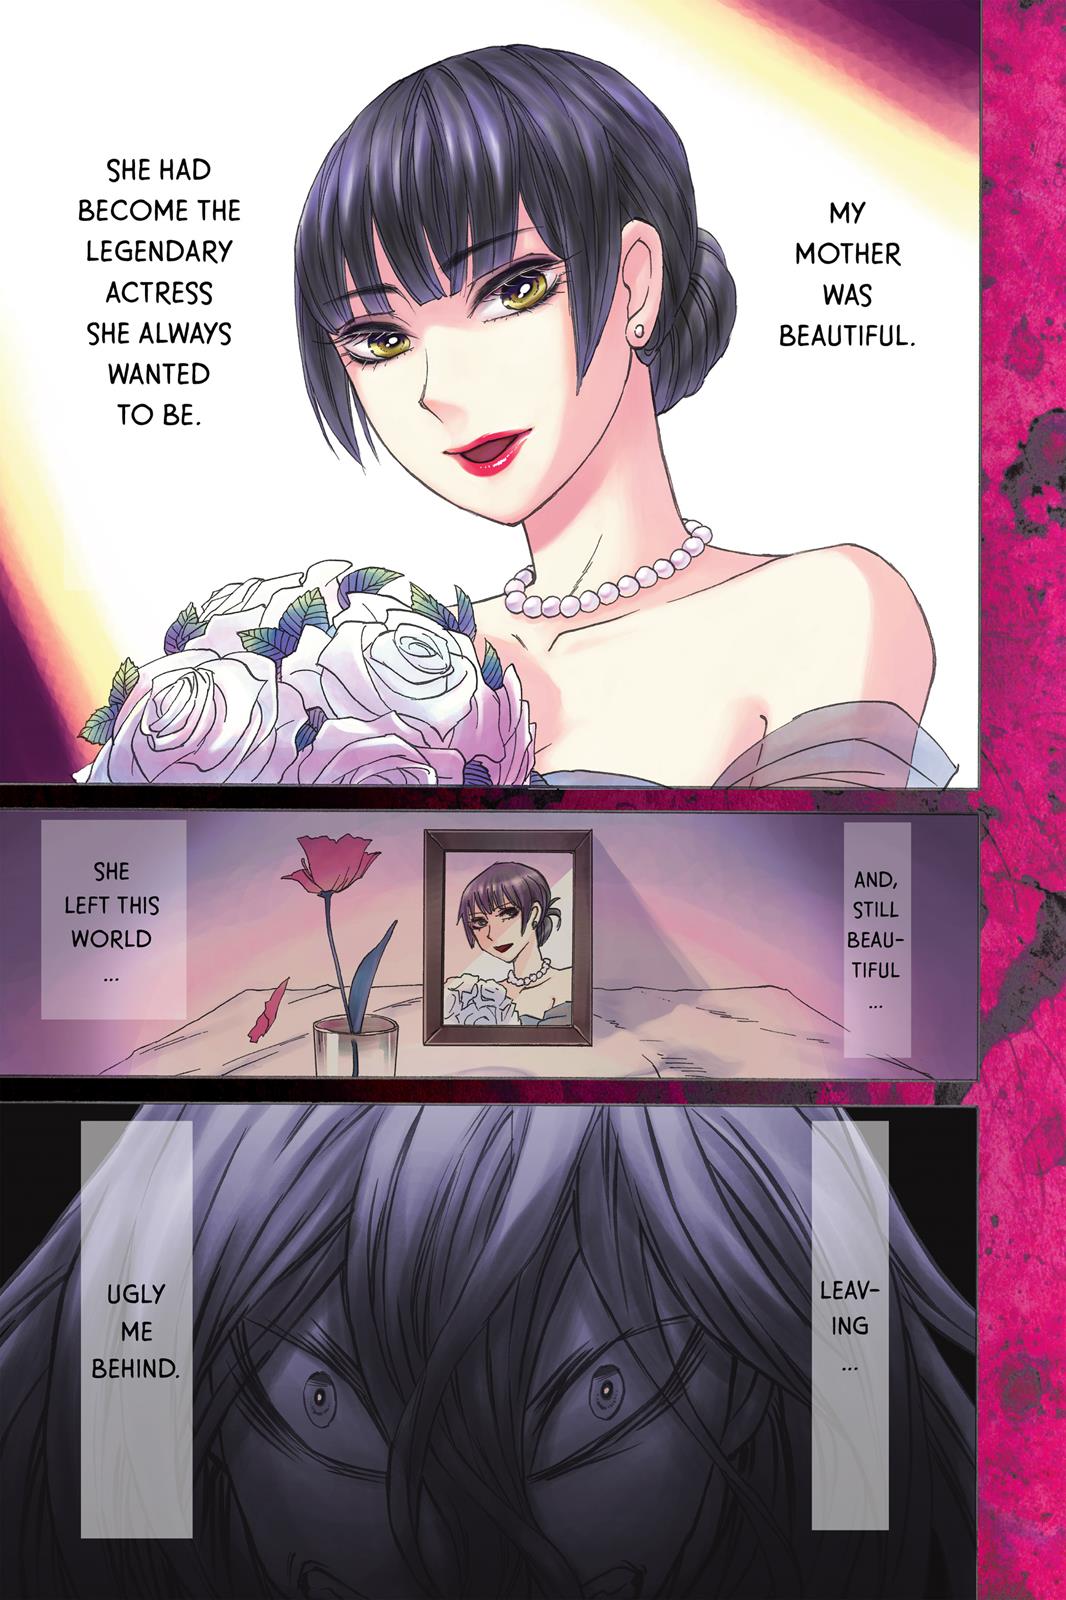 MY
MOTHER
WAS
BEAUTIFUL.
SHE HAD
BECOME THE
LEGENDARY
ACTRESS
SHE ALWAYS
WANTED
TO BE.
AND,
STILL
BEAU-
TIFUL
...
SHE
LEFT THIS
WORLD
...
LEAV-
ING
...
UGLY
ME
BEHIND.